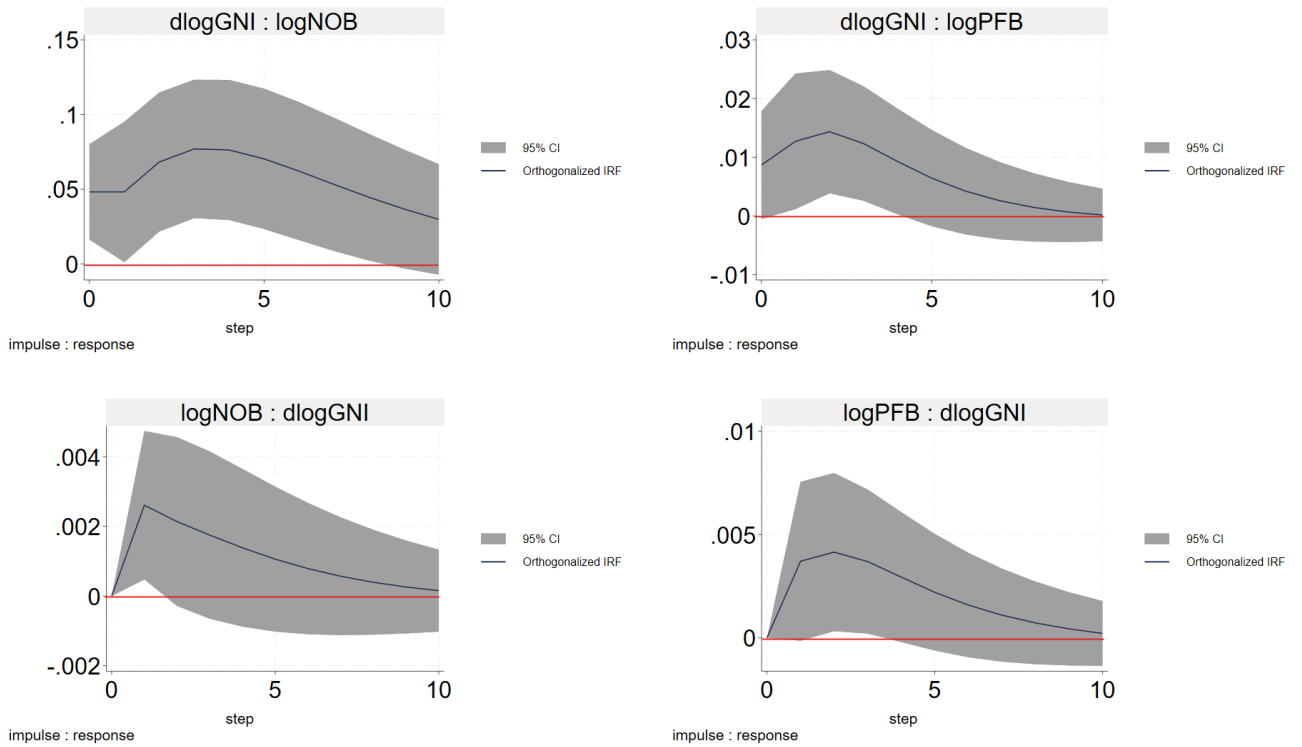 dlogGNI : logNOB
.15
.1
.05
0
0 5 10
step
impulse : response
95% CI
Orthogonalized IRF
dlogGNI : logPFB
.03
.02
.01
0
-.01
0 5 10
step
impulse : response
95% CI
Orthogonalized IRF
logNOB : dlogGNI
.004
.002
0
-.002
0 5 10
step
impulse : response
95% CI
Orthogonalized IRF
logPFB : dlogGNI
.01
.005
0
0 5 10
step
impulse : response
95% CI
Orthogonalized IRF